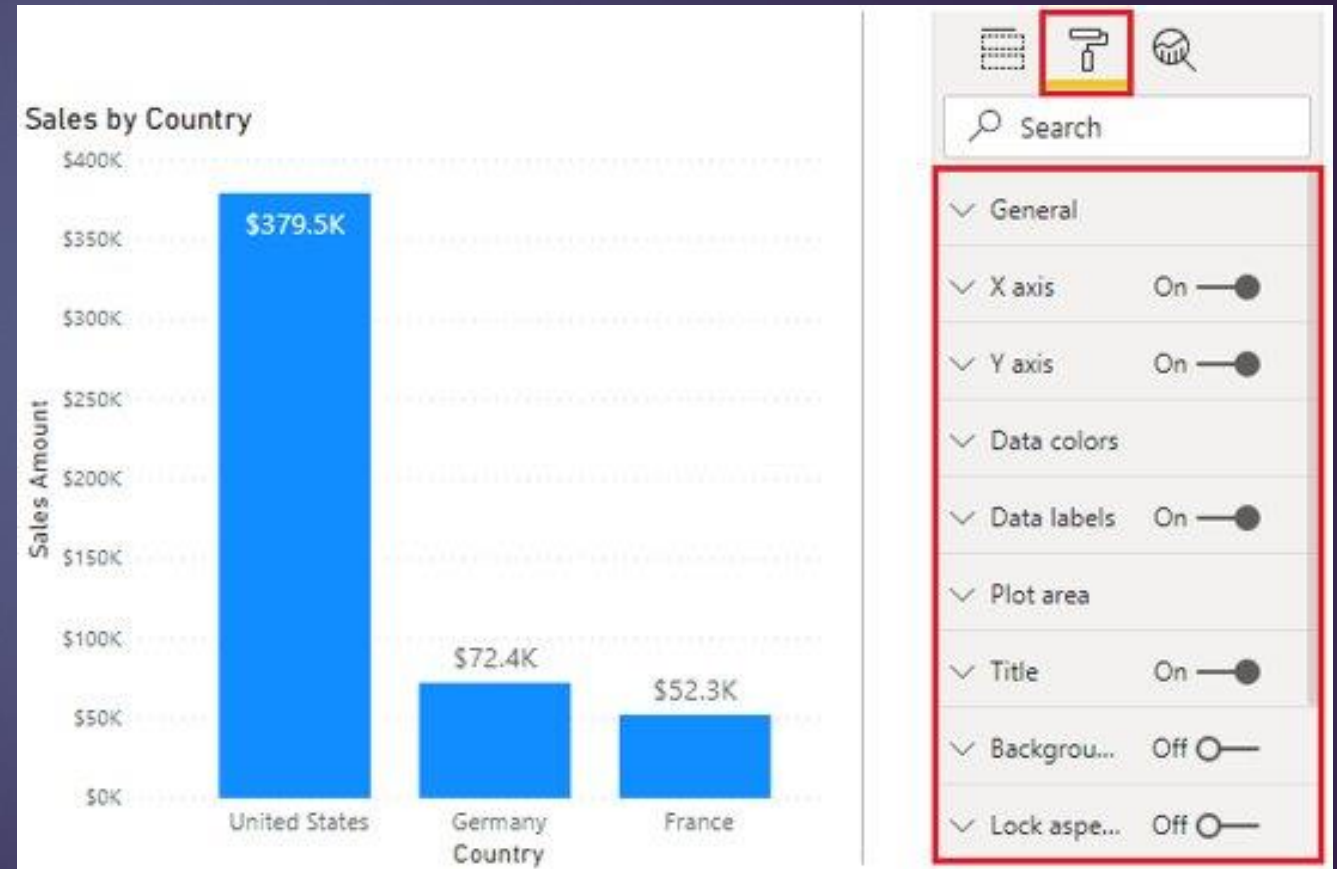 Sales by Country
$400K
$350K
$300K
$250K
$200K
$150K
$100K
$50K
$0K
Sales Amount
$379.5K
$72.4K
$52.3K
United States Germany France
Country
Search
General
X axis On
Y axis On
Data colors
Data labels On
Plot area
Title On
Backgrou... Off
Lock aspe... Off